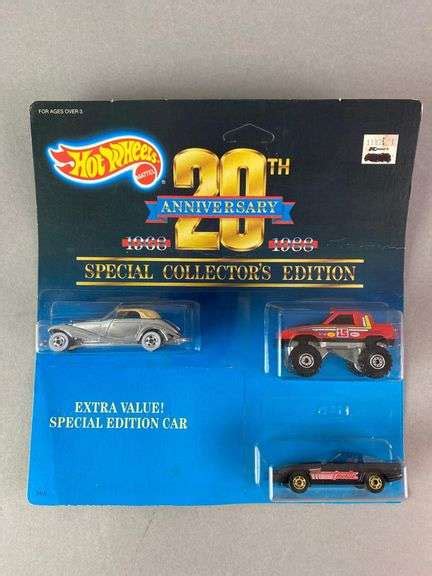 FOR AGES OVER 3.
Hot Wheels
MATTEL
20TH
ANNIVERSARY
1968 1988
SPECIAL COLLECTOR'S EDITION
15
EXTRA VALUE!
SPECIAL EDITION CAR